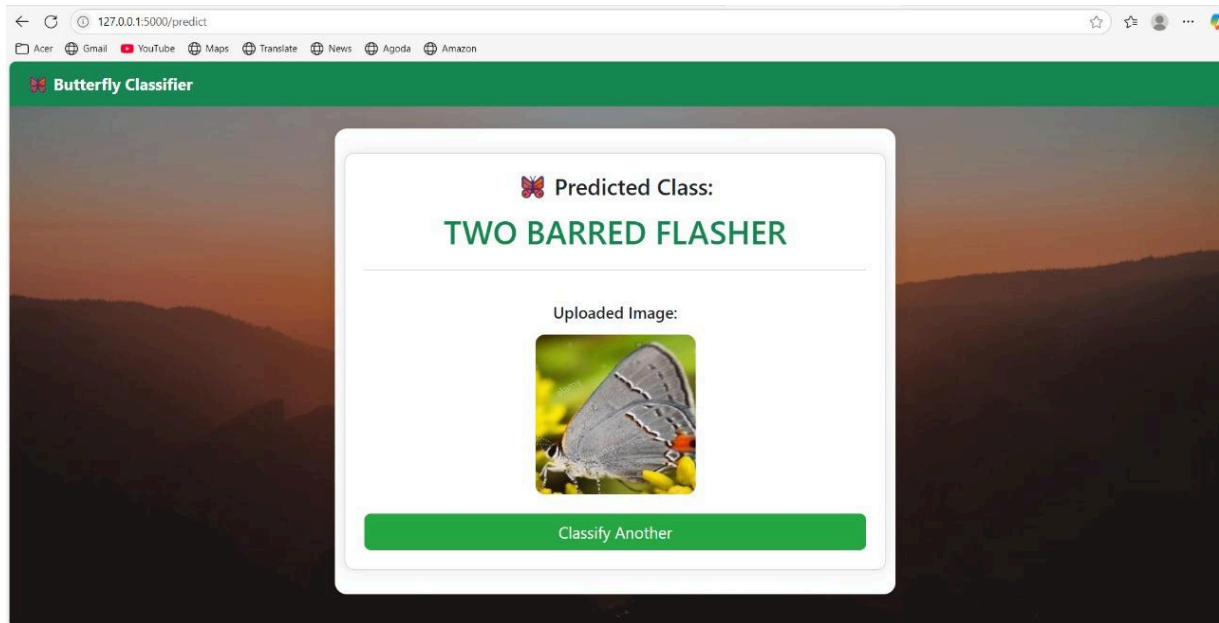 127.0.0.1:5000/predict
Acer Gmail YouTube Maps Translate News Agoda Amazon
Butterfly Classifier
Predicted Class:
TWO BARRED FLASHER
Uploaded Image:
alamy
Classify Another